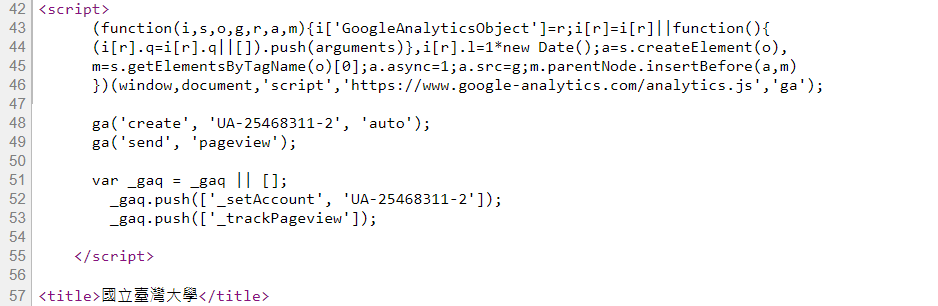 42 <script>
43 (function(i,s,o,g,r,a,m){i['GoogleAnalyticsObject']=r;i[r]=i[r]||function(){
44 (i[r].q=i[r].q||[]).push(arguments)},i[r].l=1*new Date();a=s.createElement(o),
45 m=s.getElementsByTagName(o)[0];a.async=1;a.src=g;m.parentNode.insertBefore(a,m)
46 })(window,document,'script','https://www.google-analytics.com/analytics.js','ga');
47
48 ga('create', 'UA-25468311-2', 'auto');
49 ga('send', 'pageview');
50
51 var _gaq = _gaq || [];
52 _gaq.push(['_setAccount', 'UA-25468311-2']);
53 _gaq.push(['_trackPageview']);
54
55 </script>
56
57 <title>國立臺灣大學</title>